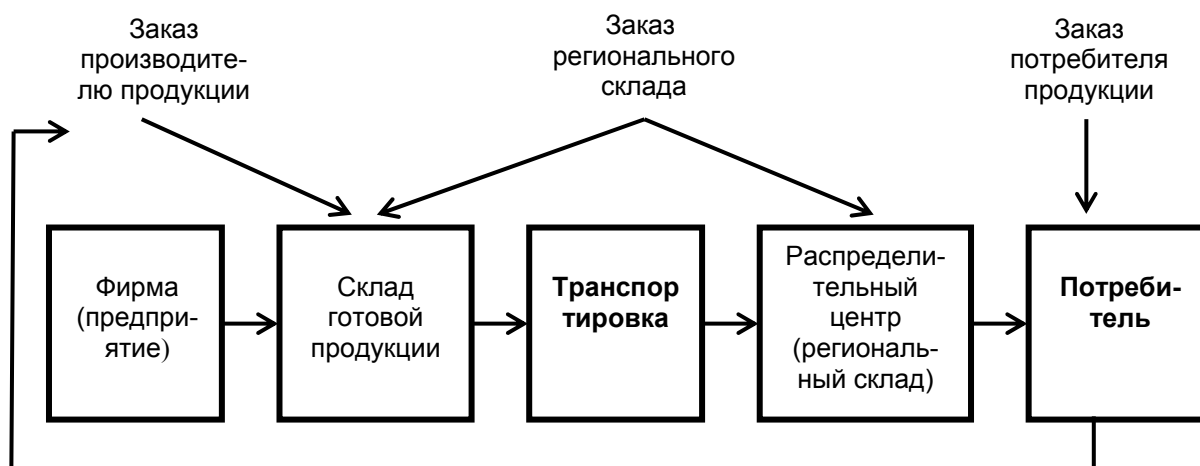 Заказ
производите-
лю продукции
Заказ
регионального
склада
Заказ
потребителя
продукции
Фирма
(предпри-
ятие)
Склад
готовой
продукции
Транспор
тировка
Распредели-
тельный
центр
(региональ-
ный склад)
Потреби-
тель